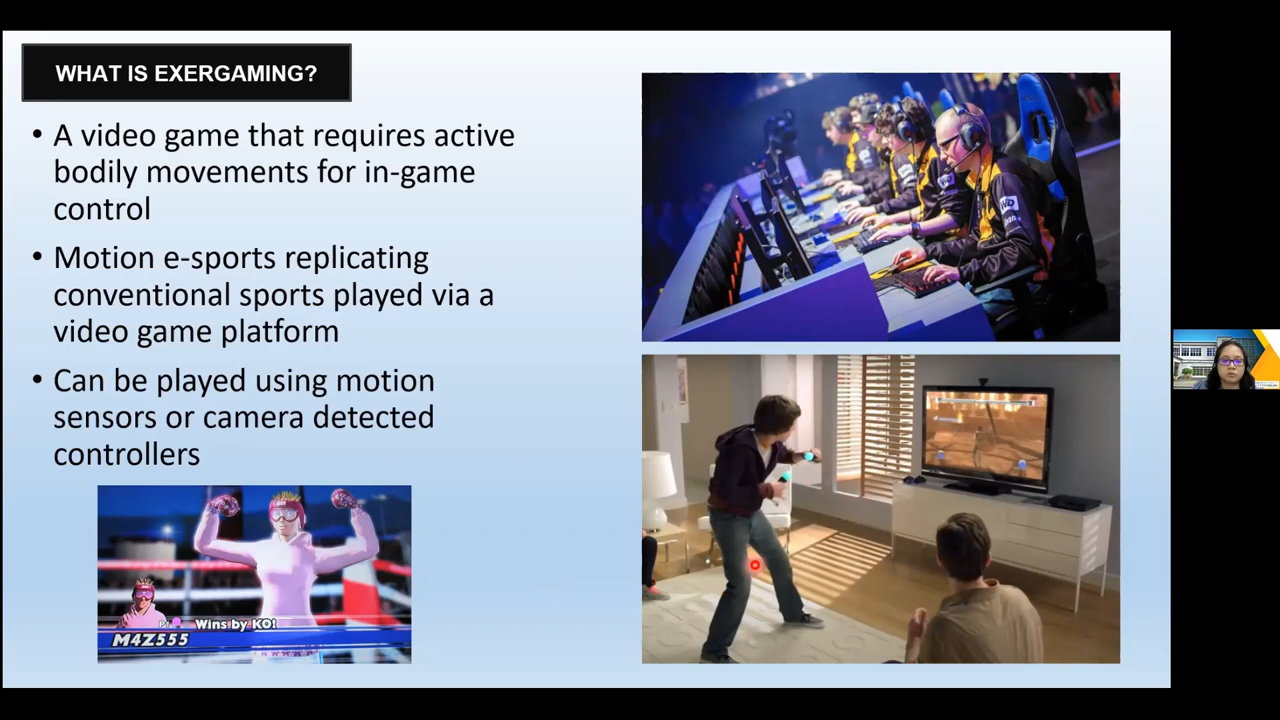 WHAT IS EXERGAMING?
• A video game that requires active
bodily movements for in-game
control
• Motion e-sports replicating
conventional sports played via a
video game platform
• Can be played using motion
sensors or camera detected
controllers
Wins by KO!
M4Z555